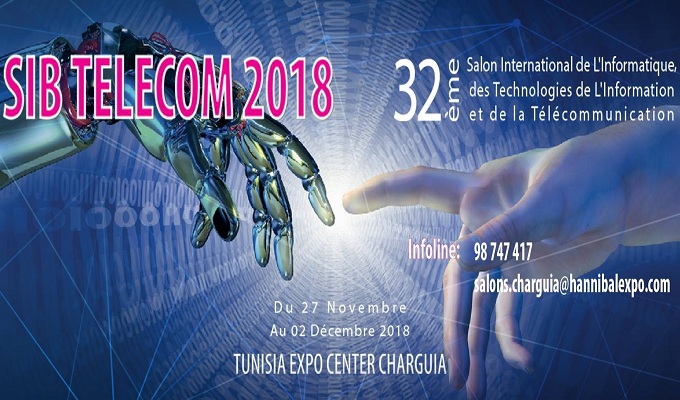 SIB TELECOM 2018
32ème
Salon International de L'Informatique,
des Technologies de L'Information
et de la Télécommunication
Infoline: 98 747 417
salons.charguia@hannibalexpo.com
Du 27 Novembre
Au 02 Décembre 2018
TUNISIA EXPO CENTER CHARGUIA